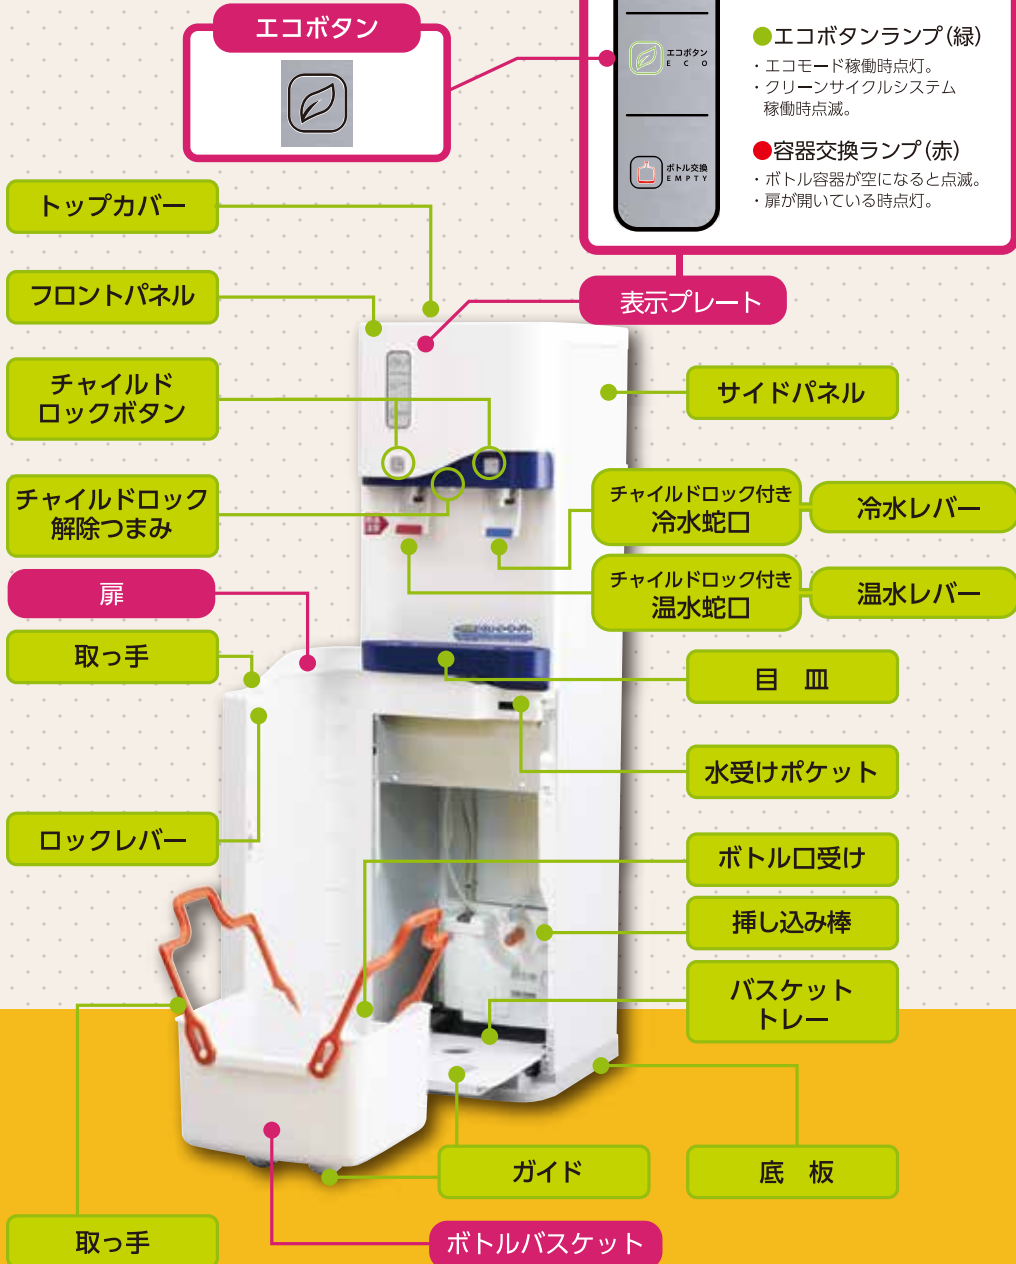 エコボタン
エコボタン
E C O
ボトル交換
EMPTY
●エコボタンランプ(緑)
・エコモード稼働時点灯。
・クリーンサイクルシステム
稼働時点滅。
●容器交換ランプ(赤)
・ボトル容器が空になると点滅。
・扉が開いている時点灯。
表示プレート
トップカバー
フロントパネル
チャイルド
ロックボタン
チャイルドロック
解除つまみ
扉
取っ手
ロックレバー
サイドパネル
チャイルドロック付き
冷水蛇口
冷水レバー
チャイルドロック付き
温水蛇口
温水レバー
目 皿
水受けポケット
ボトル口受け
挿し込み棒
バスケット
トレー
ガイド
底 板
取っ手
ボトルバスケット